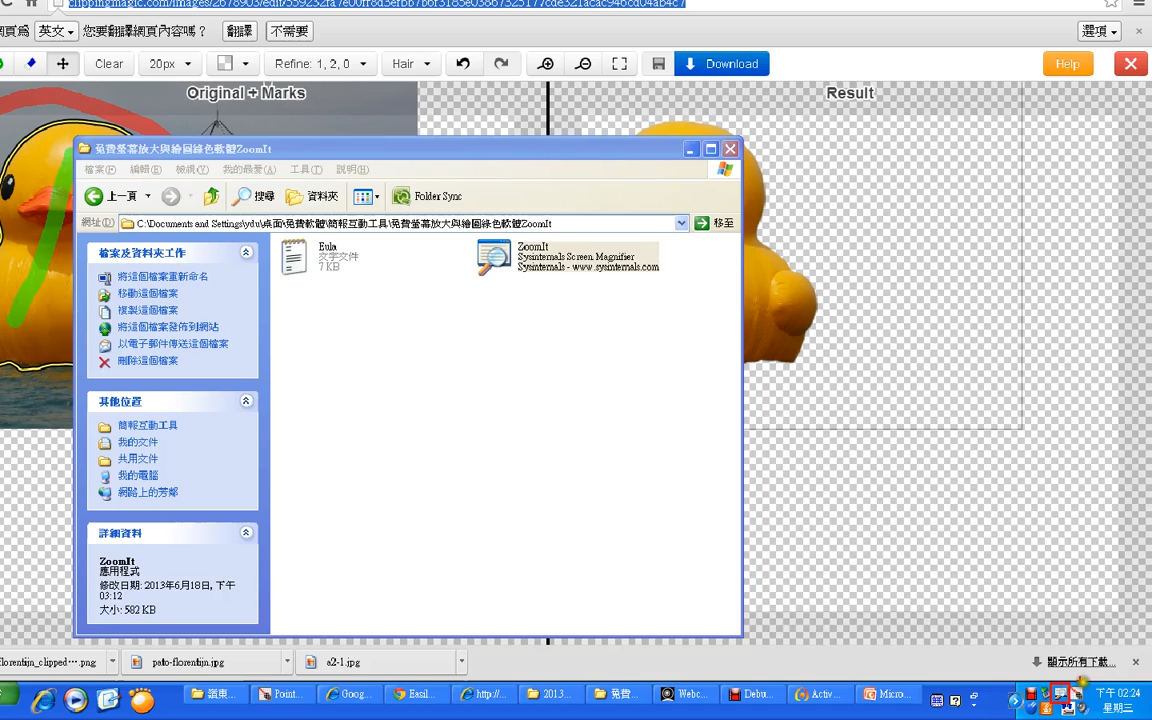 clippingmagic.com/images/2678903/edit/559232fa7e00ff8d3efbb7b6f3185e03867325177cde321acac946cd04ab4c7
英文 您要翻譯網頁內容嗎？ 翻譯 不需要 選項
Clear 20px Refine: 1, 2, 0 Hair Download Help
Original + Marks Result
免費螢幕放大與繪圖綠色軟體ZoomIt
檔案(F) 編輯(E) 檢視(V) 我的最愛(A) 工具(T) 說明(H)
上一頁 搜尋 資料夾 Folder Sync
網址(D) C:\Documents and Settings\ydu\桌面\免費軟體\簡報互動工具\免費螢幕放大與繪圖綠色軟體ZoomIt 移至
檔案及資料夾工作
將這個檔案重新命名
移動這個檔案
複製這個檔案
將這個檔案發佈到網站
以電子郵件傳送這個檔案
刪除這個檔案
其他位置
簡報互動工具
我的文件
共用文件
我的電腦
網路上的芳鄰
詳細資料
ZoomIt
應用程式
修改日期: 2013年6月18日, 下午
03:12
大小: 582 KB
Eula
文字文件
7 KB
ZoomIt
Sysinternals Screen Magnifier
Sysinternals - www.sysinternals.com
florentijn_clipped....png pato-florentijn.jpg a2-1.jpg 顯示所有下載...
嶺東... Point... Goog... Easil... http://... 2013... 免費... Webc... Debu... Activ... Micro... 下午 02:24
星期三